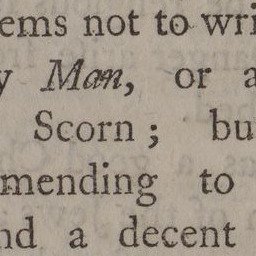 ems not to wri
y Man, or a
Scorn; bu
mending to
nd a decent